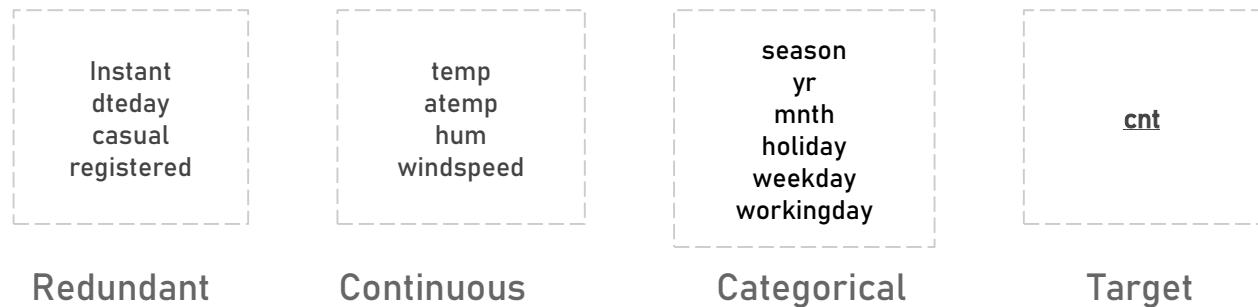 Instant
dteday
casual
registered
Redundant
temp
atemp
hum
windspeed
Continuous
season
yr
mnth
holiday
weekday
workingday
Categorical
cnt
Target